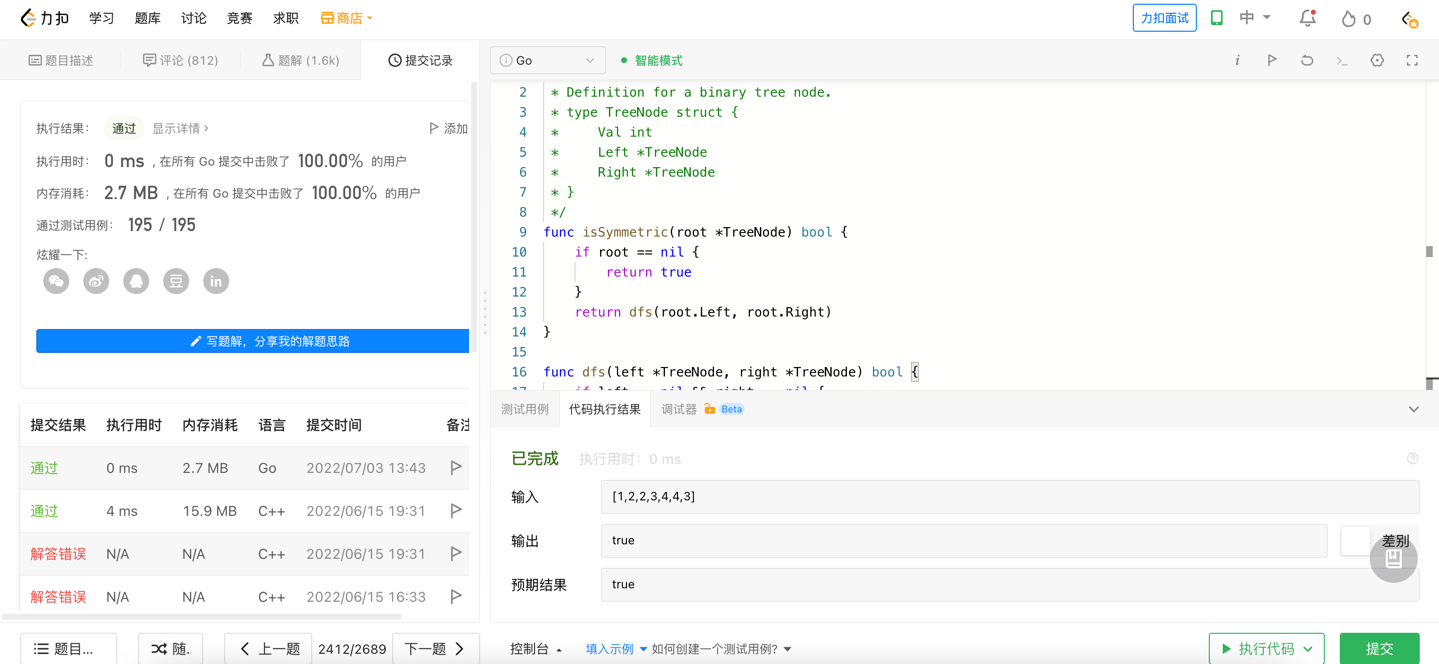 力扣 学习 题库 讨论 竞赛 求职 商店 力扣面试 中 0
题目描述 评论 (812) 题解 (1.6k) 提交记录
执行结果： 通过 显示详情 › 添加
执行用时： 0 ms , 在所有 Go 提交中击败了 100.00% 的用户
内存消耗： 2.7 MB , 在所有 Go 提交中击败了 100.00% 的用户
通过测试用例： 195 / 195
炫耀一下:
豆 in
写题解，分享我的解题思路
提交结果 执行用时 内存消耗 语言 提交时间 备注
通过 0 ms 2.7 MB Go 2022/07/03 13:43
通过 4 ms 15.9 MB C++ 2022/06/15 19:31
解答错误 N/A N/A C++ 2022/06/15 19:31
解答错误 N/A N/A C++ 2022/06/15 16:33
题目... 随. 上一题 2412/2689 下一题
i Go 智能模式 i
2 * Definition for a binary tree node.
3 * type TreeNode struct {
4 *     Val int
5 *     Left *TreeNode
6 *     Right *TreeNode
7 * }
8 */
9 func isSymmetric(root *TreeNode) bool {
10     if root == nil {
11         return true
12     }
13     return dfs(root.Left, root.Right)
14 }
15
16 func dfs(left *TreeNode, right *TreeNode) bool {
测试用例 代码执行结果 调试器 Beta
已完成 执行用时：0 ms
输入 [1,2,2,3,4,4,3]
输出 true 差别
预期结果 true
控制台 填入示例 如何创建一个测试用例? 执行代码 提交